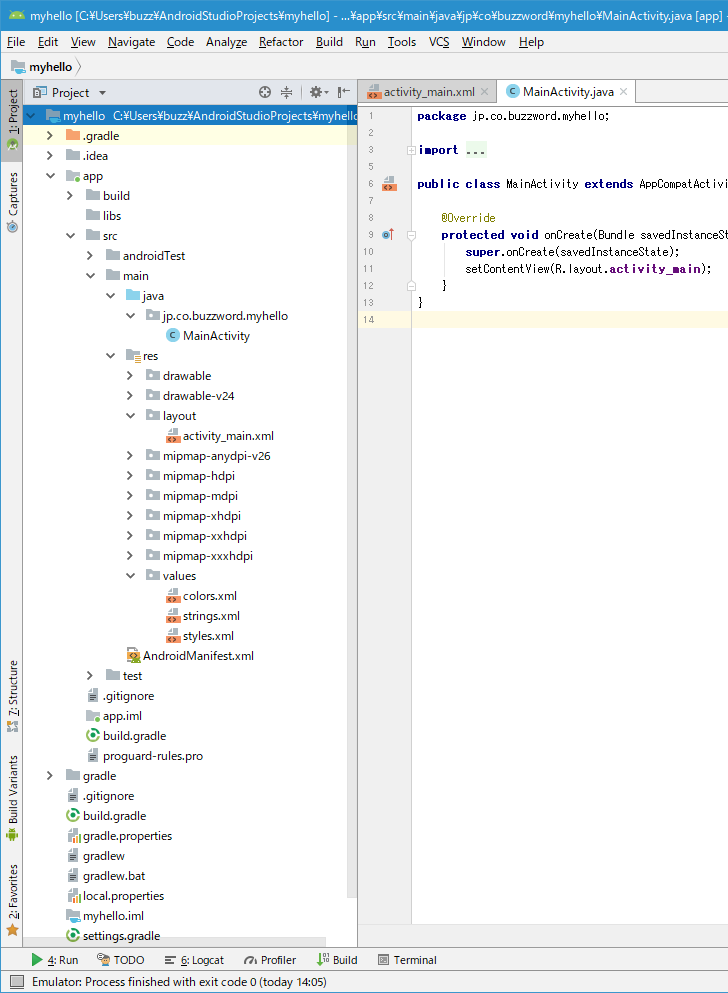 myhello [C:¥Users¥buzz¥AndroidStudioProjects¥myhello] - ...¥app¥src¥main¥java¥jp¥co¥buzzword¥myhello¥MainActivity.java [app]
File Edit View Navigate Code Analyze Refactor Build Run Tools VCS Window Help
myhello
1: Project
Captures
7: Structure
Build Variants
2: Favorites
Project
myhello C:¥Users¥buzz¥AndroidStudioProjects¥myhello
.gradle
.idea
app
build
libs
src
androidTest
main
java
jp.co.buzzword.myhello
MainActivity
res
drawable
drawable-v24
layout
activity_main.xml
mipmap-anydpi-v26
mipmap-hdpi
mipmap-mdpi
mipmap-xhdpi
mipmap-xxhdpi
mipmap-xxxhdpi
values
colors.xml
strings.xml
styles.xml
AndroidManifest.xml
test
.gitignore
app.iml
build.gradle
proguard-rules.pro
gradle
.gitignore
build.gradle
gradle.properties
gradlew
gradlew.bat
local.properties
myhello.iml
settings.gradle
activity_main.xml MainActivity.java
1 package jp.co.buzzword.myhello;
2
3 import ...
5
6 public class MainActivity extends AppCompatActivi
7
8 @Override
9 protected void onCreate(Bundle savedInstanceSt
10 super.onCreate(savedInstanceState);
11 setContentView(R.layout.activity_main);
12 }
13 }
14
4: Run TODO 6: Logcat Profiler Build Terminal
Emulator: Process finished with exit code 0 (today 14:05)